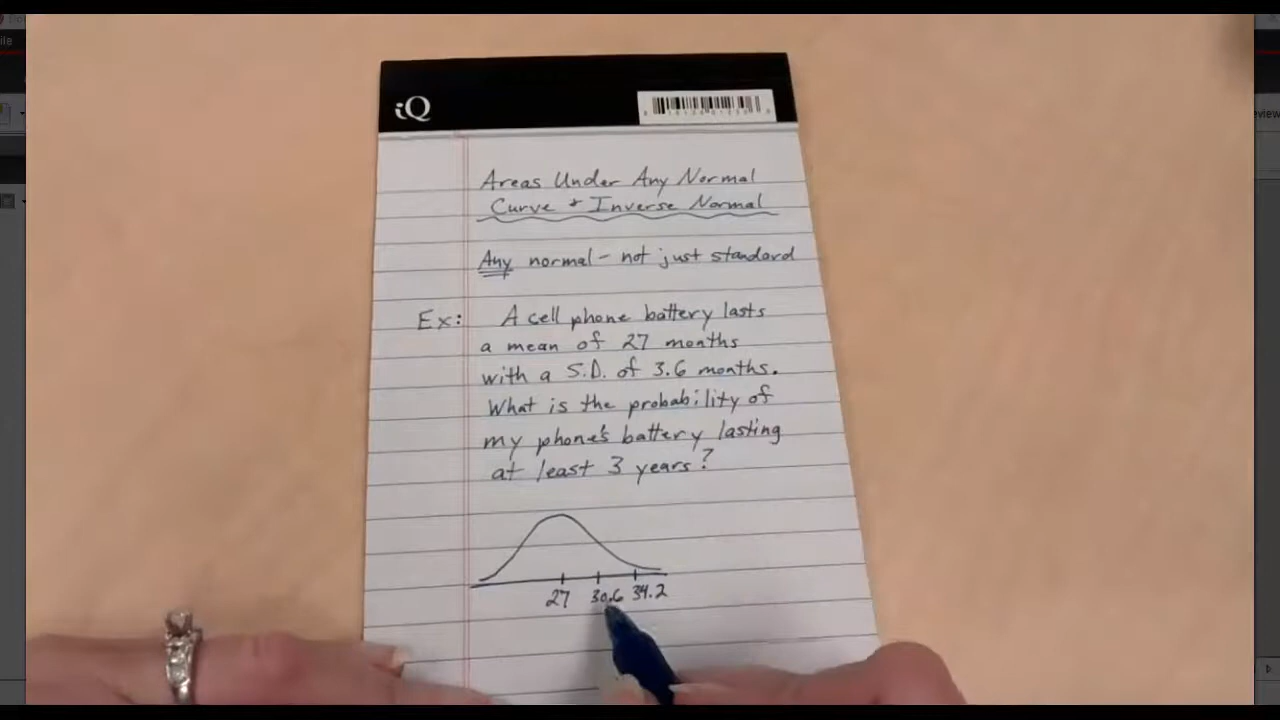 iQ
Areas Under Any Normal
Curve + Inverse Normal
Any normal - not just standard
Ex: A cell phone battery lasts
a mean of 27 months
with a S.D. of 3.6 months.
What is the probability of
my phone's battery lasting
at least 3 years?
27 30.6 34.2